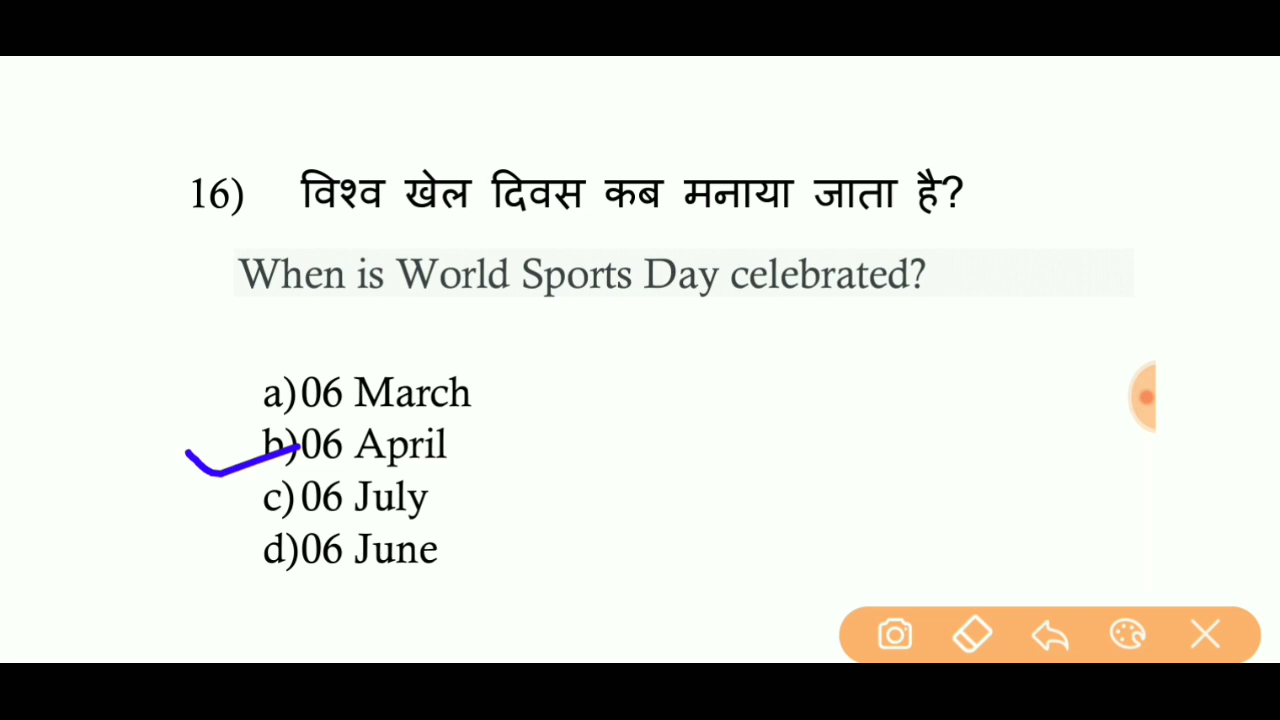 16) विश्व खेल दिवस कब मनाया जाता है?
When is World Sports Day celebrated?
a)06 March
b)06 April
c)06 July
d)06 June